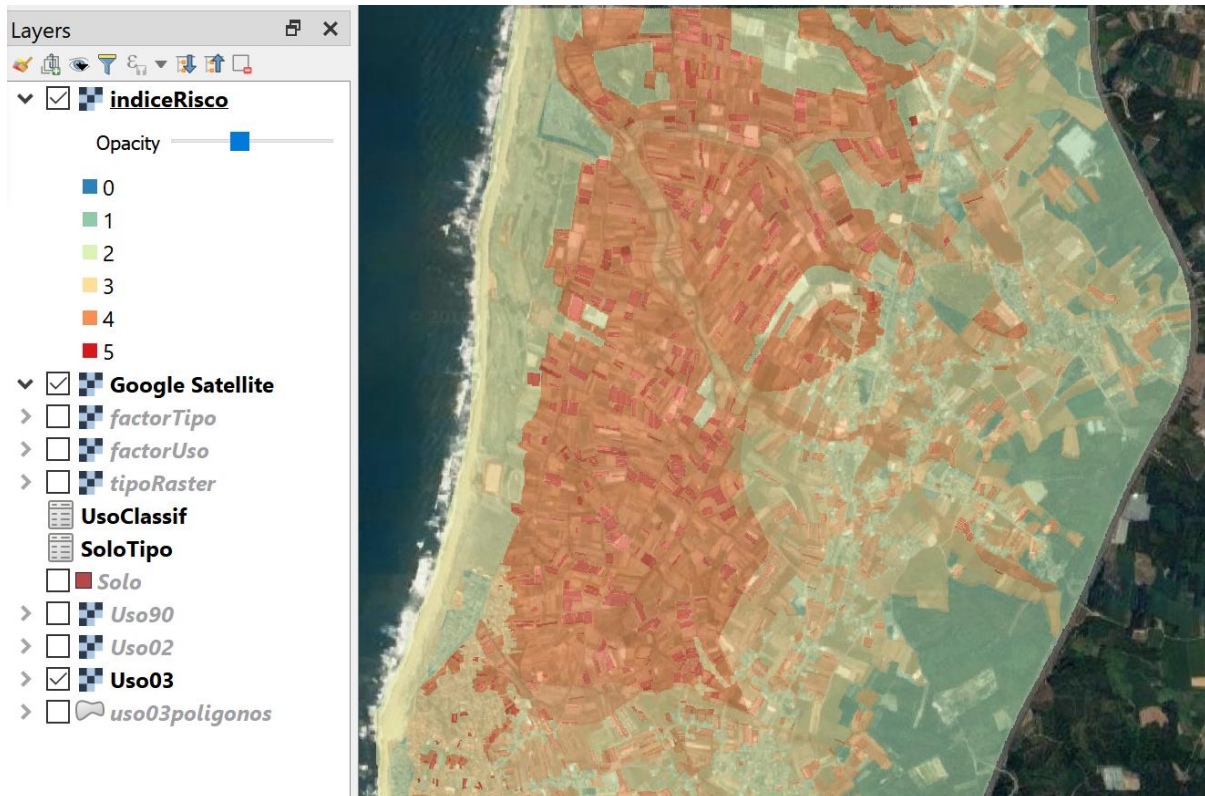 Layers
indiceRisco
Opacity
0
1
2
3
4
5
Google Satellite
factorTipo
factorUso
tipoRaster
UsoClassif
SoloTipo
Solo
Uso90
Uso02
Uso03
uso03poligonos